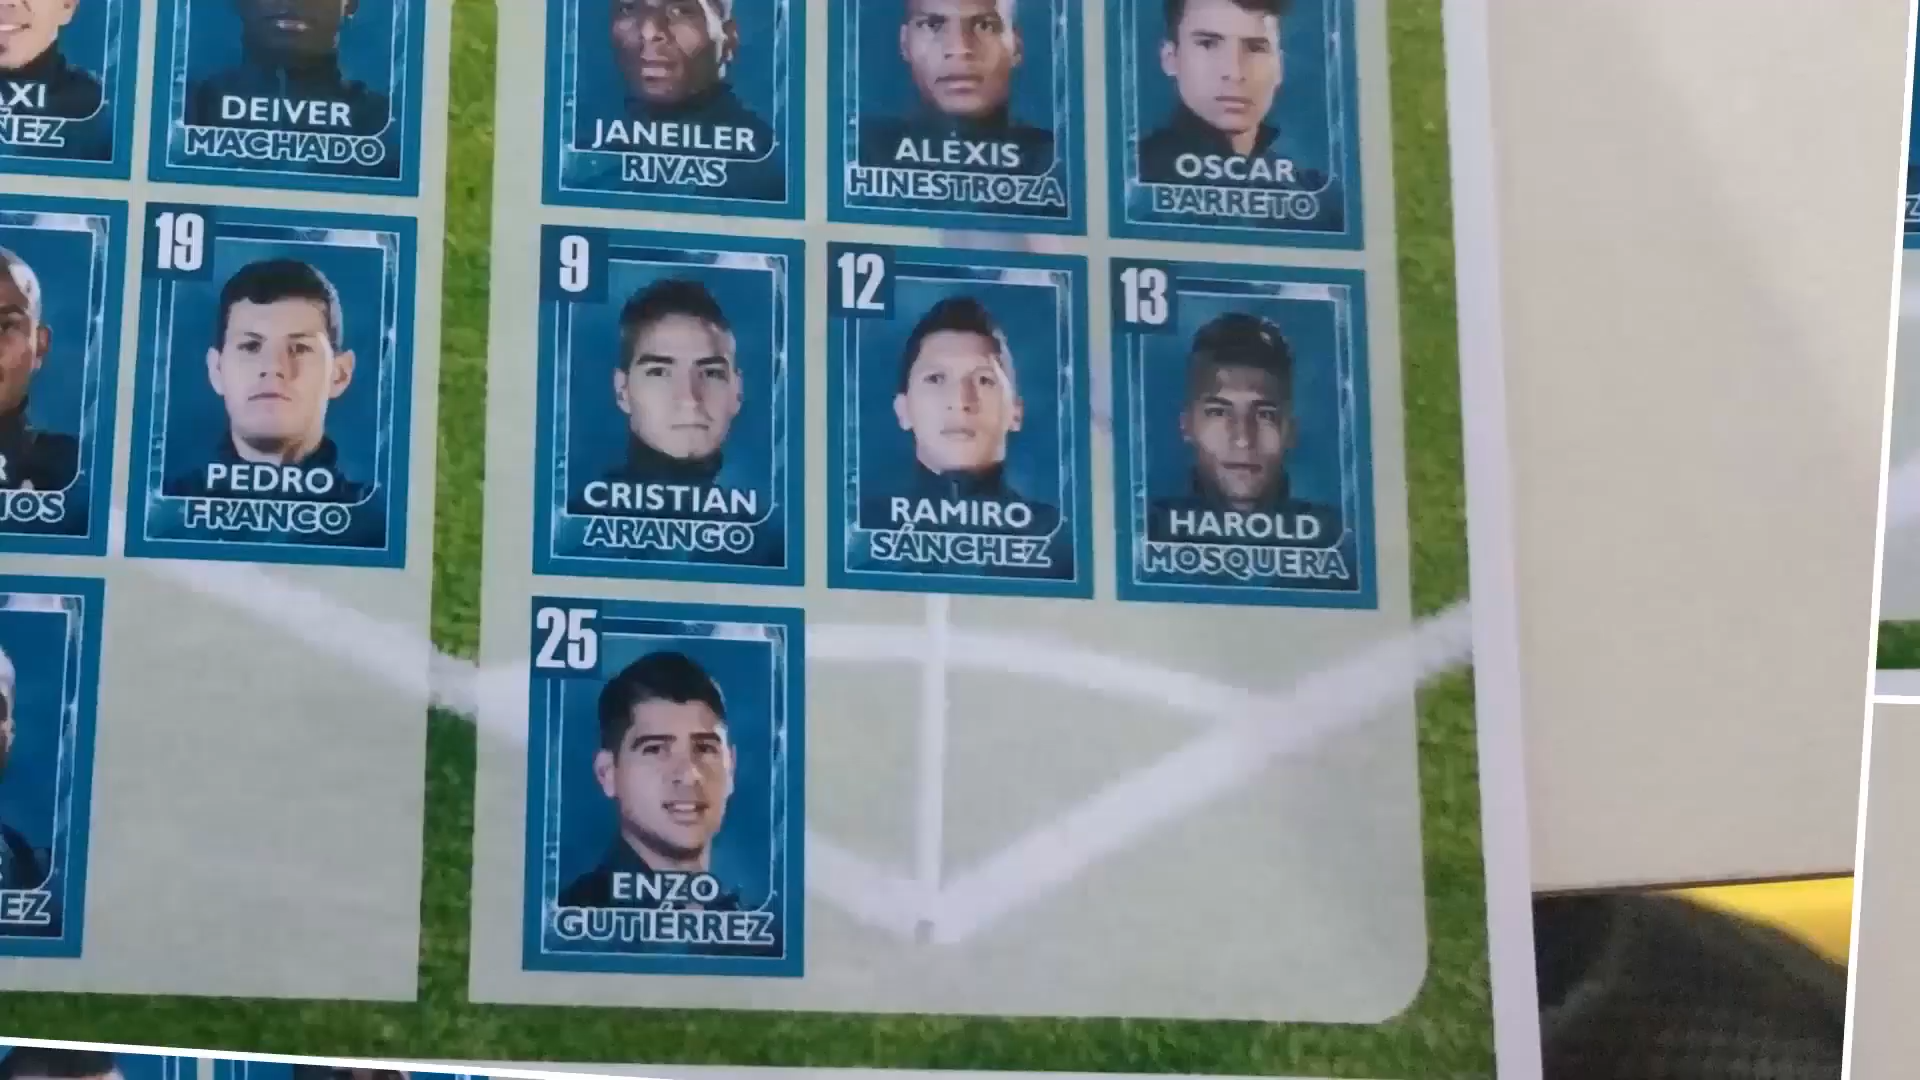 DEIVER
MACHADO
JANEILER
RIVAS
ALEXIS
HINESTROZA
OSCAR
BARRETO
19
PEDRO
FRANCO
9
CRISTIAN
ARANGO
12
RAMIRO
SÁNCHEZ
13
HAROLD
MOSQUERA
25
ENZO
GUTIÉRREZ